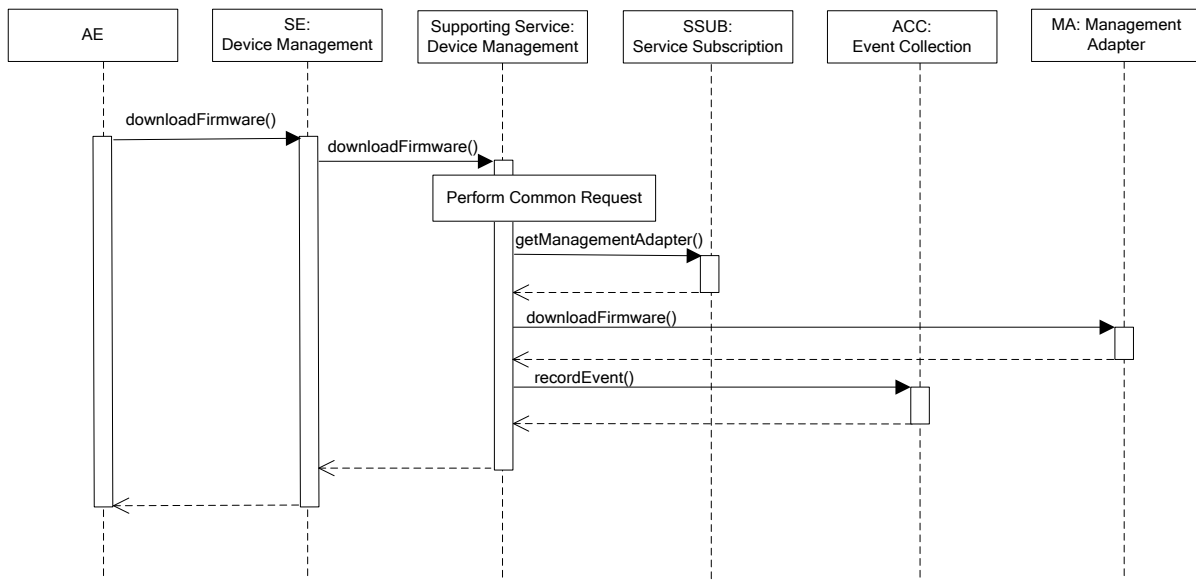 AE
SE:
Device Management
Supporting Service:
Device Management
SSUB:
Service Subscription
ACC:
Event Collection
MA: Management
Adapter
downloadFirmware()
downloadFirmware()
Perform Common Request
getManagementAdapter()
downloadFirmware()
recordEvent()